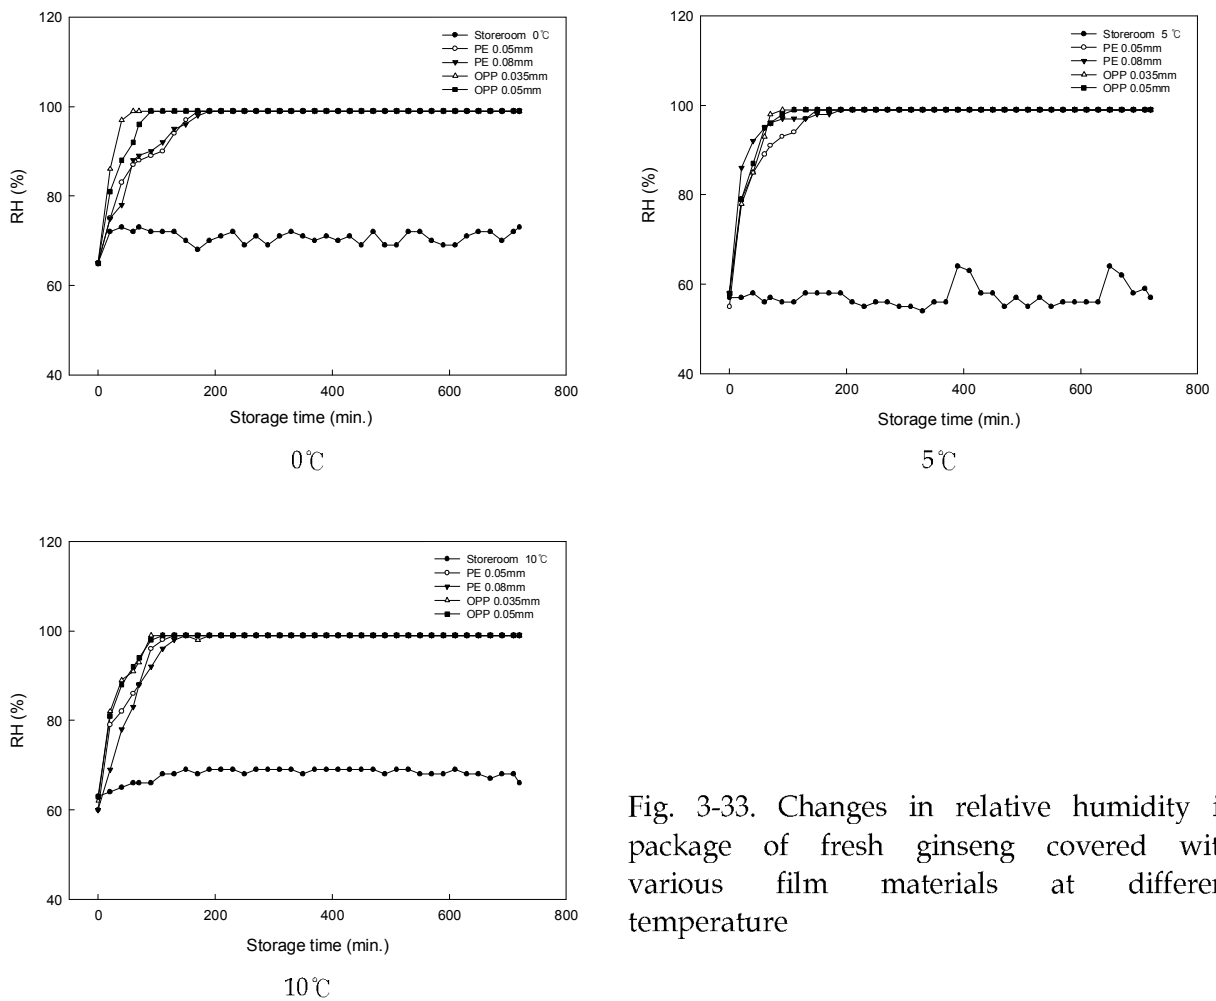 120
100
80
60
40
RH (%)
Storeroom 0℃
PE 0.05mm
PE 0.08mm
OPP 0.035mm
OPP 0.05mm
0 200 400 600 800
Storage time (min.)
0℃
120
100
80
60
40
RH (%)
Storeroom 5℃
PE 0.05mm
PE 0.08mm
OPP 0.035mm
OPP 0.05mm
0 200 400 600 800
Storage time (min.)
5℃
120
100
80
60
40
RH (%)
Storeroom 10℃
PE 0.05mm
PE 0.08mm
OPP 0.035mm
OPP 0.05mm
0 200 400 600 800
Storage time (min.)
10℃
Fig. 3-33. Changes in relative humidity i
package of fresh ginseng covered wit
various film materials at differen
temperature